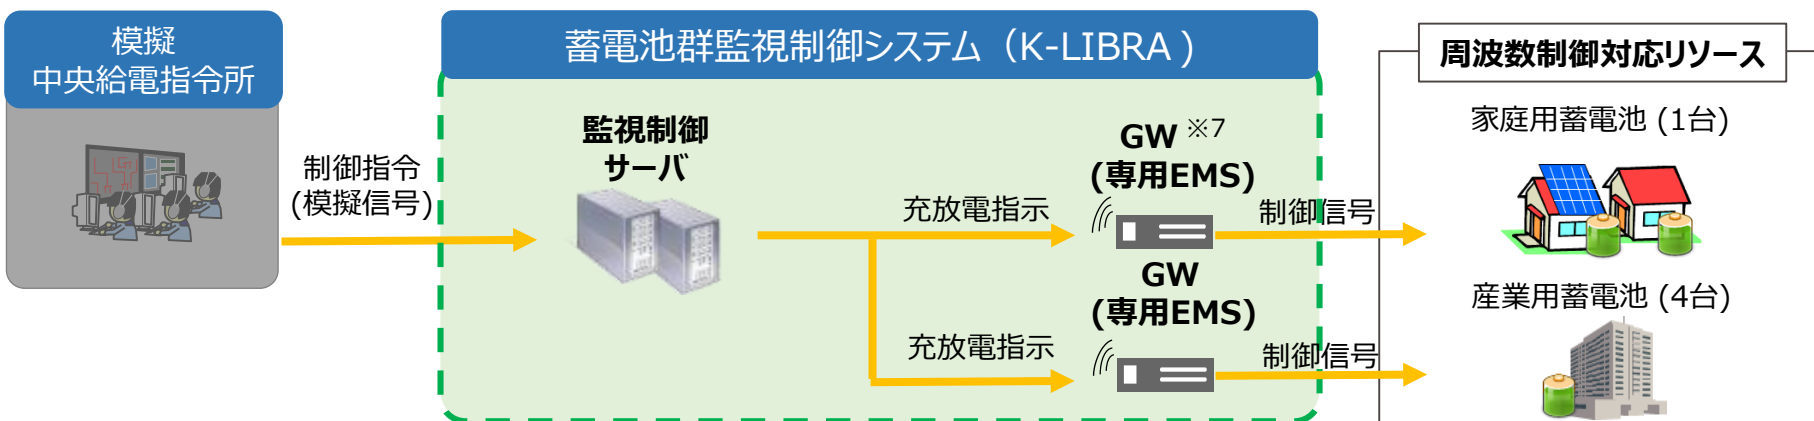 模擬
中央給電指令所
制御指令
(模擬信号)
蓄電池群監視制御システム（K-LIBRA )
監視制御
サーバ
充放電指示
充放電指示
GW ※7
(専用EMS)
GW
(専用EMS)
制御信号
制御信号
周波数制御対応リソース
家庭用蓄電池 (1台)
産業用蓄電池 (4台)